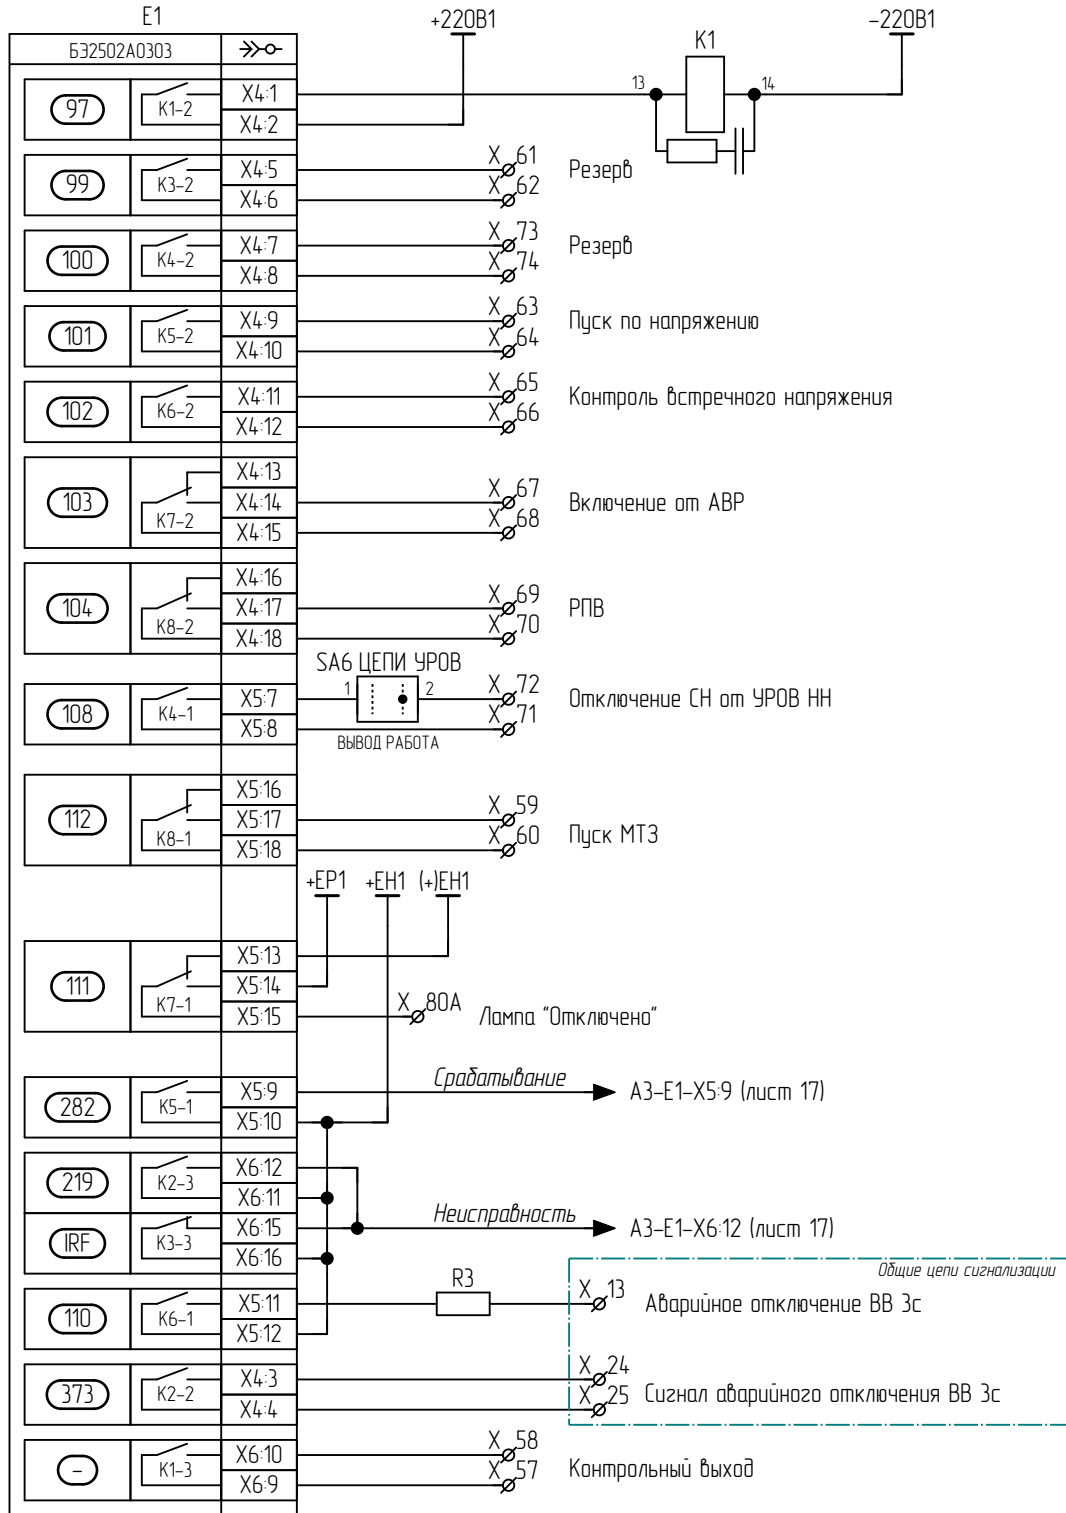 E1
+220В1
-220В1
БЭ2502А0303
K1
97
K1-2
X4:1
X4:2
13
14
99
K3-2
X4:5
X4:6
X 61
X 62
Резерв
100
K4-2
X4:7
X4:8
X 73
X 74
Резерв
101
K5-2
X4:9
X4:10
X 63
X 64
Пуск по напряжению
102
K6-2
X4:11
X4:12
X 65
X 66
Контроль встречного напряжения
103
K7-2
X4:13
X4:14
X4:15
X 67
X 68
Включение от АВР
104
K8-2
X4:16
X4:17
X4:18
X 69
X 70
РПВ
SA6 ЦЕПИ УРОВ
108
K4-1
X5:7
X5:8
1
2
X 72
X 71
Отключение СН от УРОВ НН
ВЫВОД РАБОТА
112
K8-1
X5:16
X5:17
X5:18
X 59
X 60
Пуск МТЗ
+EP1
+EH1
(+)EH1
111
K7-1
X5:13
X5:14
X5:15
X 80A
Лампа "Отключено"
282
K5-1
X5:9
X5:10
Срабатывание
А3-Е1-Х5:9 (лист 17)
219
K2-3
X6:12
X6:11
IRF
K3-3
X6:15
X6:16
Неисправность
А3-Е1-Х6:12 (лист 17)
Общие цепи сигнализации
110
K6-1
X5:11
X5:12
R3
X 13
Аварийное отключение ВВ 3с
373
K2-2
X4:3
X4:4
X 24
X 25
Сигнал аварийного отключения ВВ 3с
-
K1-3
X6:10
X6:9
X 58
X 57
Контрольный выход